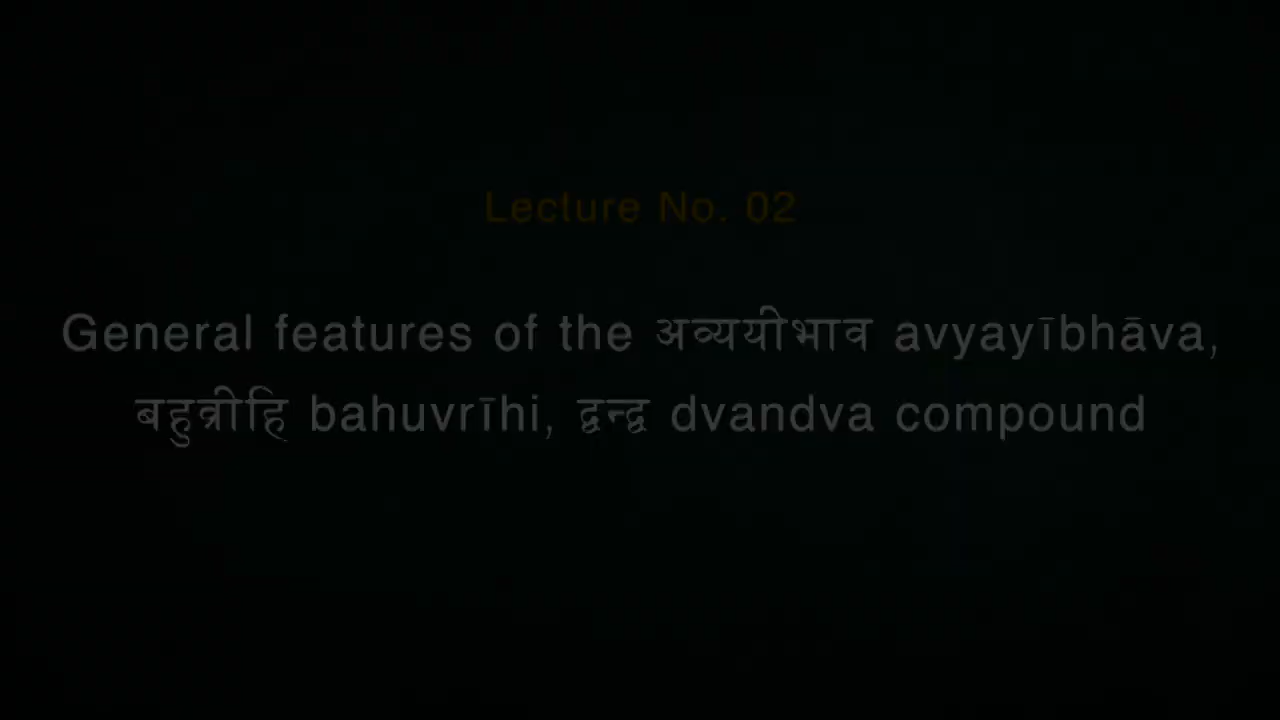 Lecture No. 02
General features of the अव्ययीभाव avyayībhāva,
बहुव्रीहि bahuvrīhi, द्वन्द्व dvandva compound